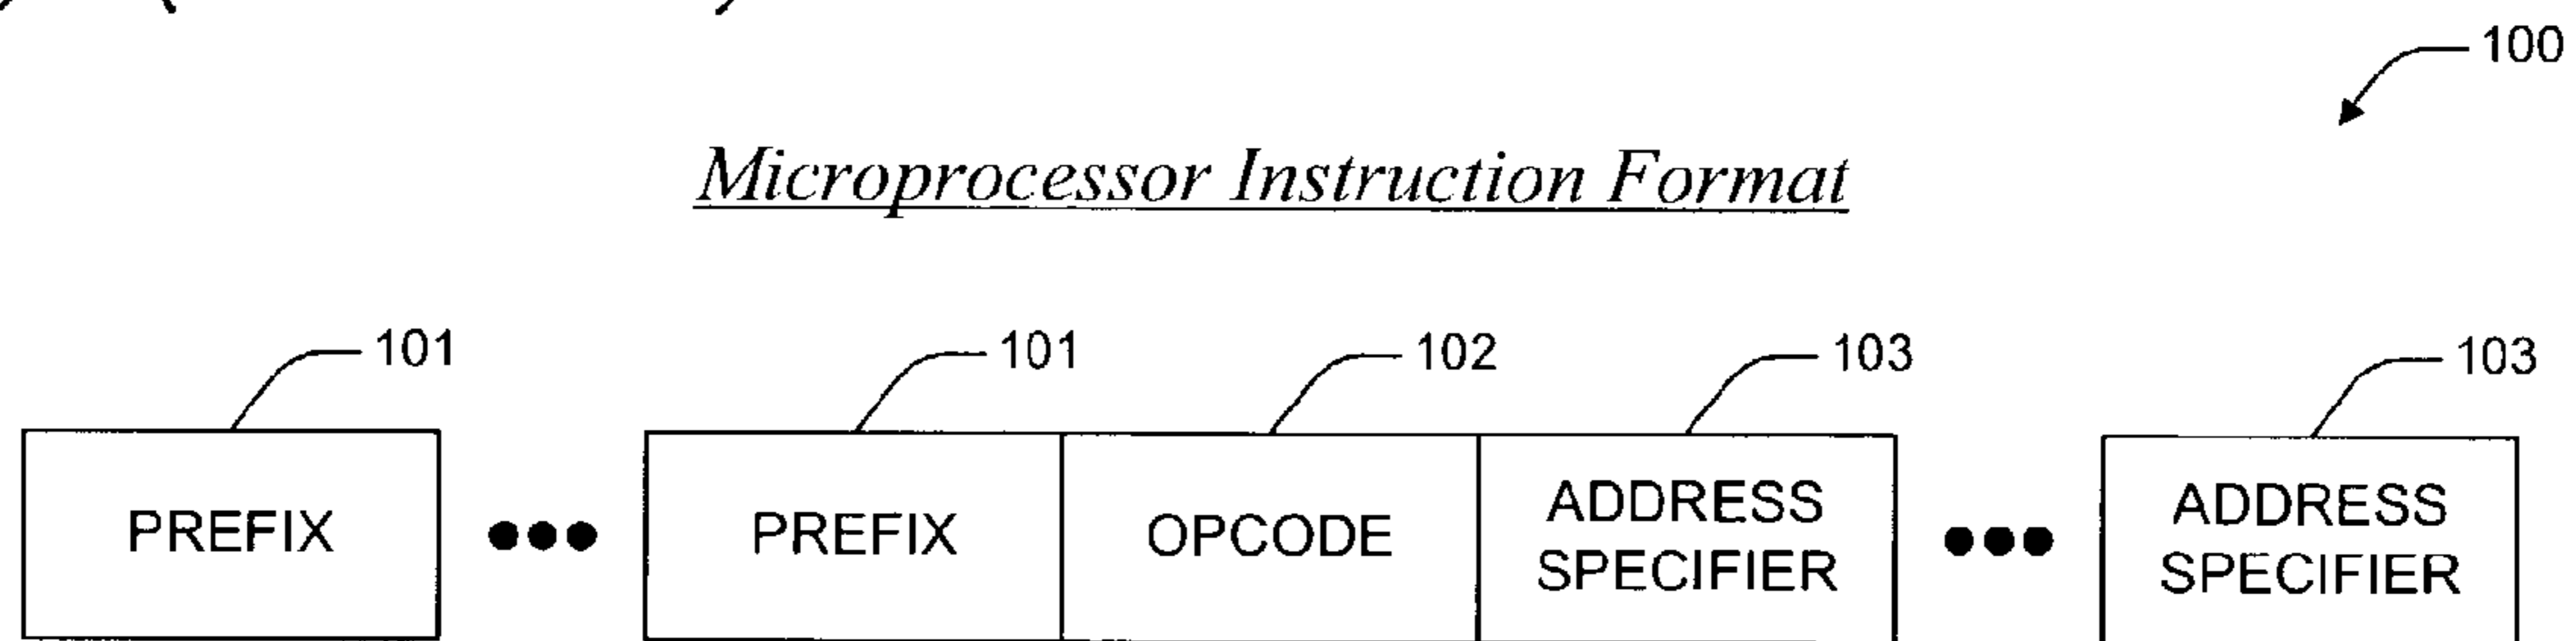 100
Microprocessor Instruction Format
101 101 102 103 103
PREFIX ●●● PREFIX OPCODE ADDRESS SPECIFIER ●●● ADDRESS SPECIFIER